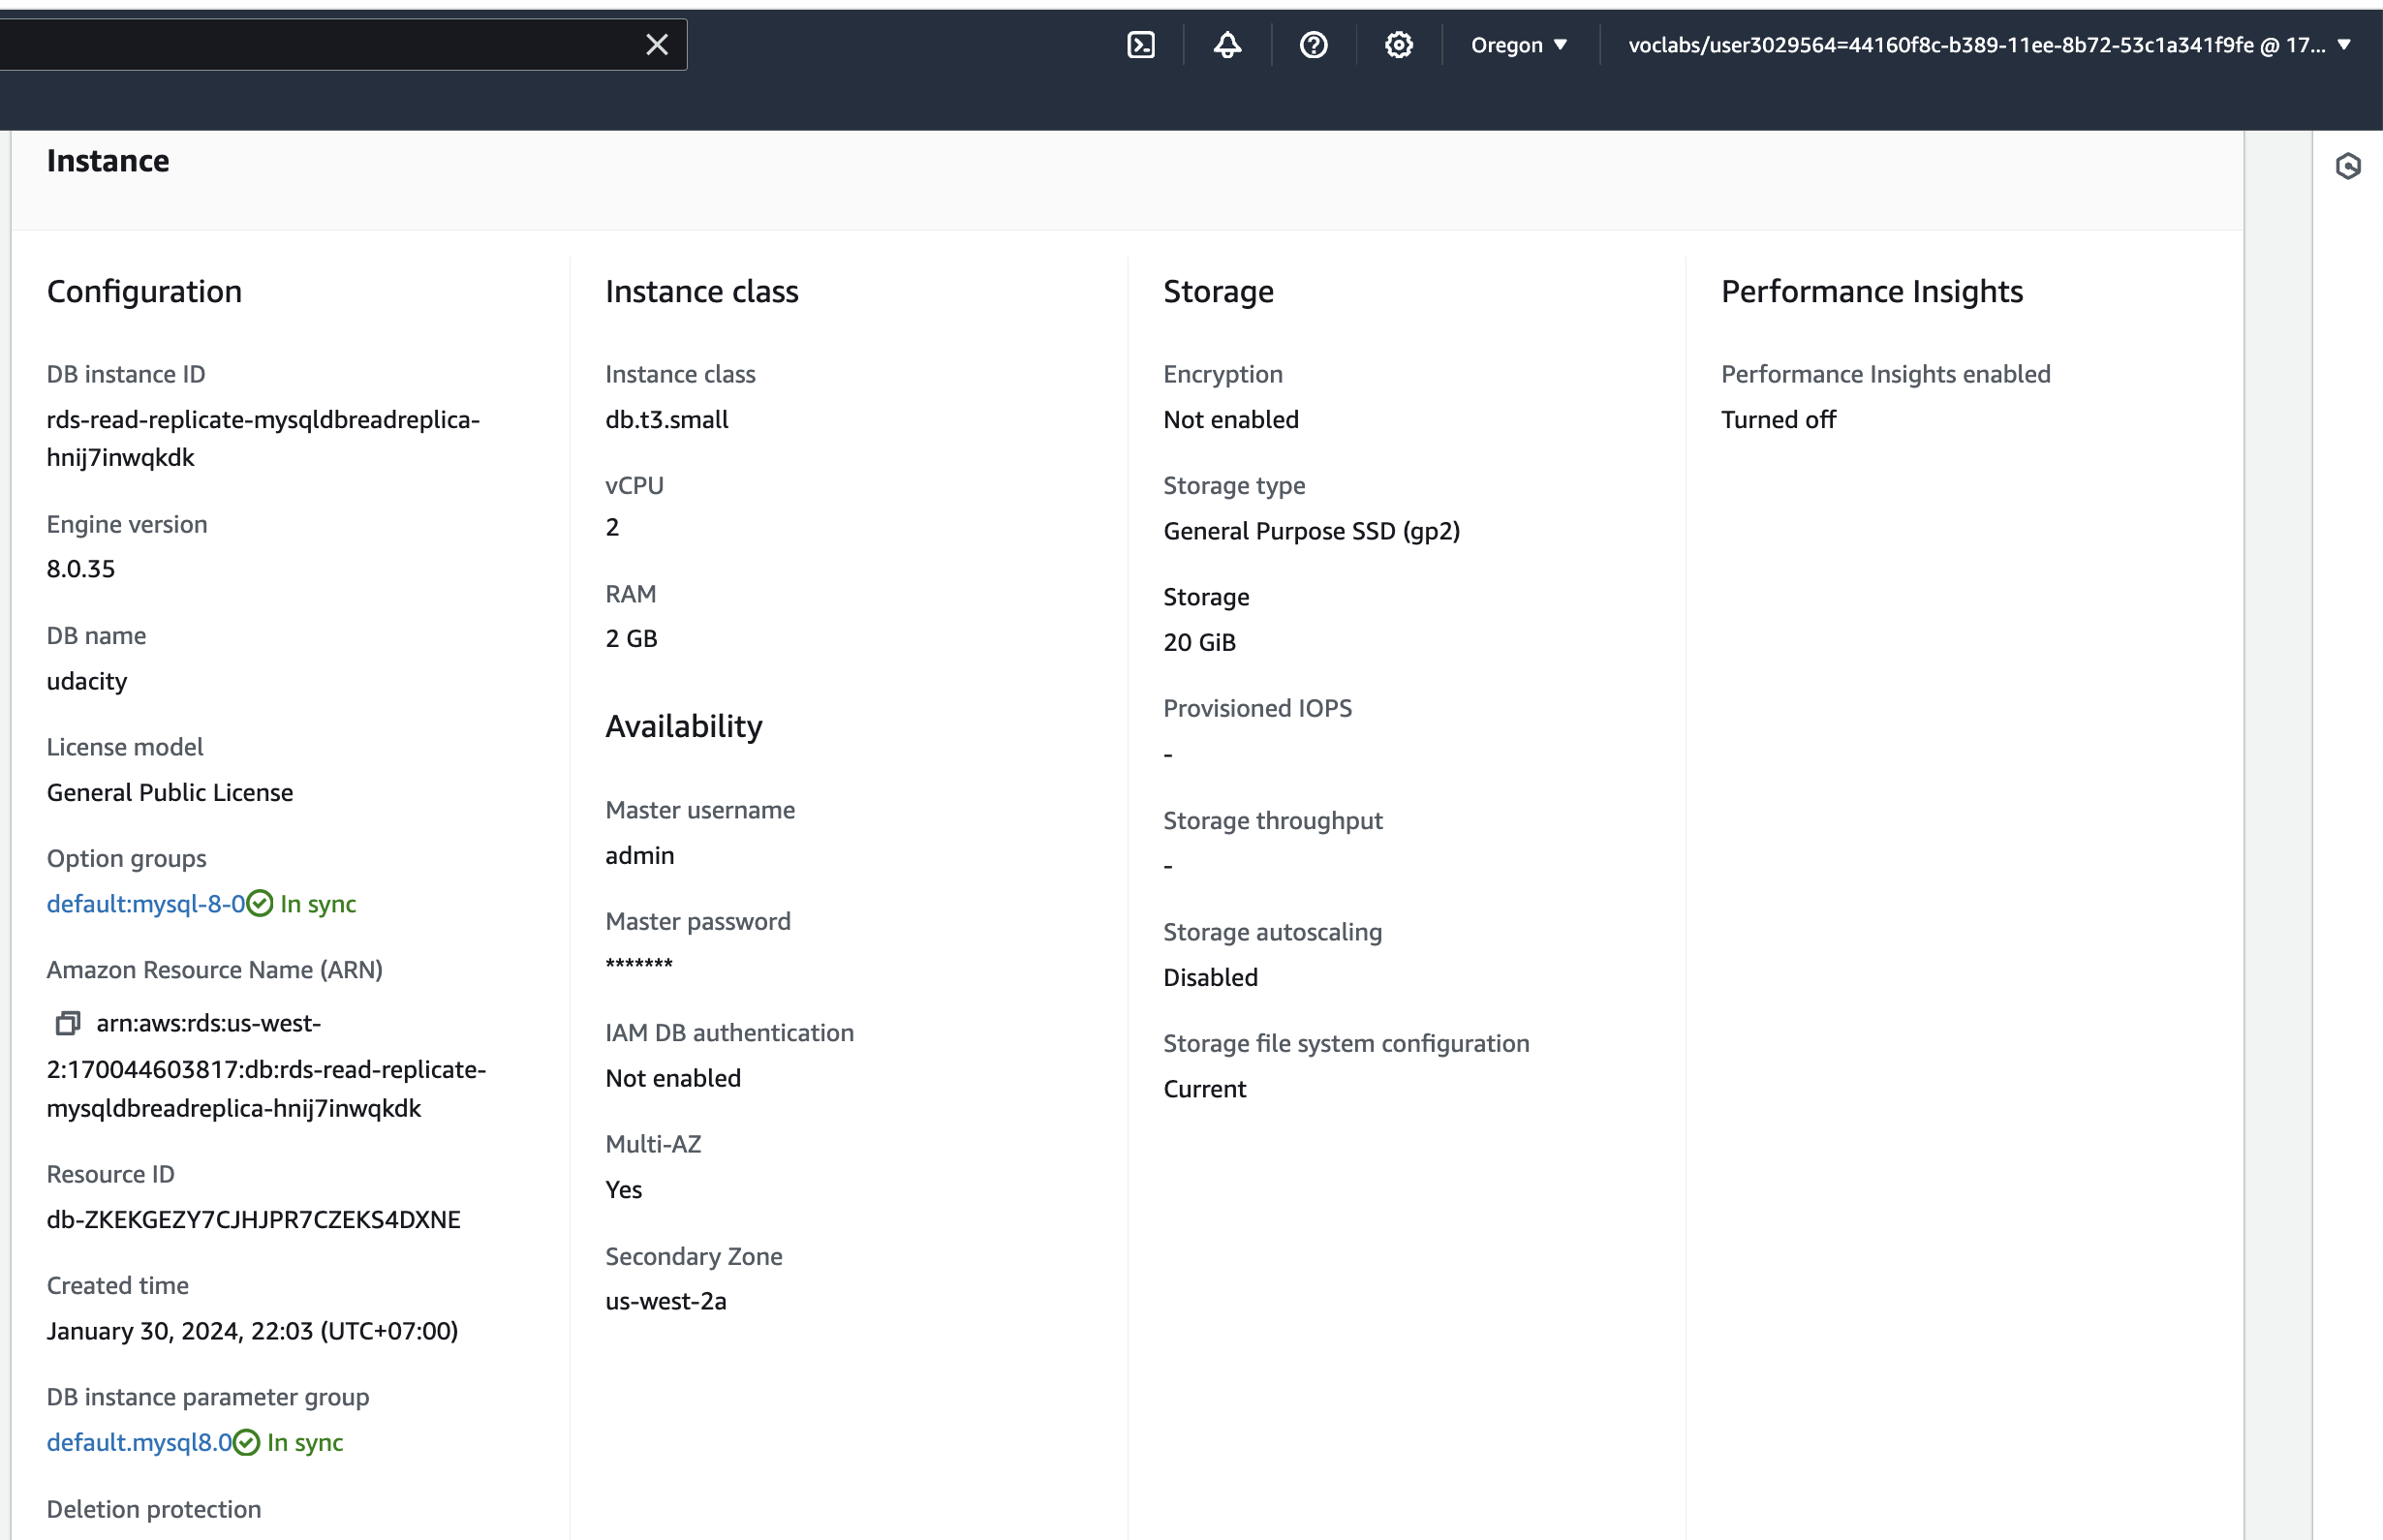 Oregon ▼
voclabs/user3029564=44160f8c-b389-11ee-8b72-53c1a341f9fe @ 17... ▼
Instance
Configuration
DB instance ID
rds-read-replicate-mysqldbreadreplica-
hnij7inwqkdk
Engine version
8.0.35
DB name
udacity
License model
General Public License
Option groups
default:mysql-8-0 In sync
Amazon Resource Name (ARN)
arn:aws:rds:us-west-
2:170044603817:db:rds-read-replicate-
mysqldbreadreplica-hnij7inwqkdk
Resource ID
db-ZKEKGEZY7CJHJPR7CZEKS4DXNE
Created time
January 30, 2024, 22:03 (UTC+07:00)
DB instance parameter group
default.mysql8.0 In sync
Deletion protection
Instance class
Instance class
db.t3.small
vCPU
2
RAM
2 GB
Availability
Master username
admin
Master password
*******
IAM DB authentication
Not enabled
Multi-AZ
Yes
Secondary Zone
us-west-2a
Storage
Encryption
Not enabled
Storage type
General Purpose SSD (gp2)
Storage
20 GiB
Provisioned IOPS
-
Storage throughput
-
Storage autoscaling
Disabled
Storage file system configuration
Current
Performance Insights
Performance Insights enabled
Turned off